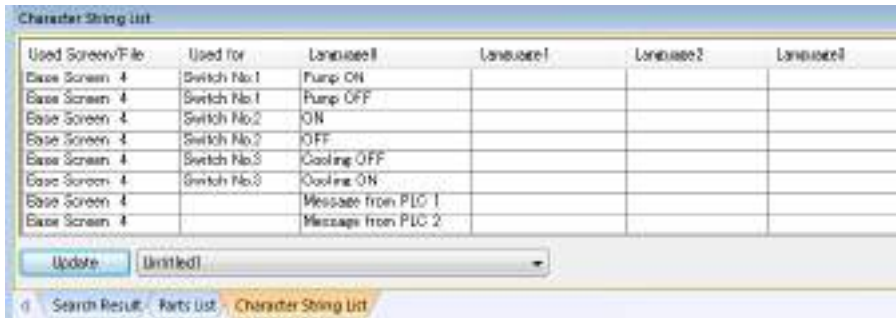 Character String List
Used Screen/File Used for Language0 Language1 Language2 Language3
Base Screen 4 Switch No.1 Pump ON
Base Screen 4 Switch No.1 Pump OFF
Base Screen 4 Switch No.2 ON
Base Screen 4 Switch No.2 OFF
Base Screen 4 Switch No.3 Cooling OFF
Base Screen 4 Switch No.3 Cooling ON
Base Screen 4 Message from PLC 1
Base Screen 4 Message from PLC 2
Update Untitled1
Search Result Parts List Character String List